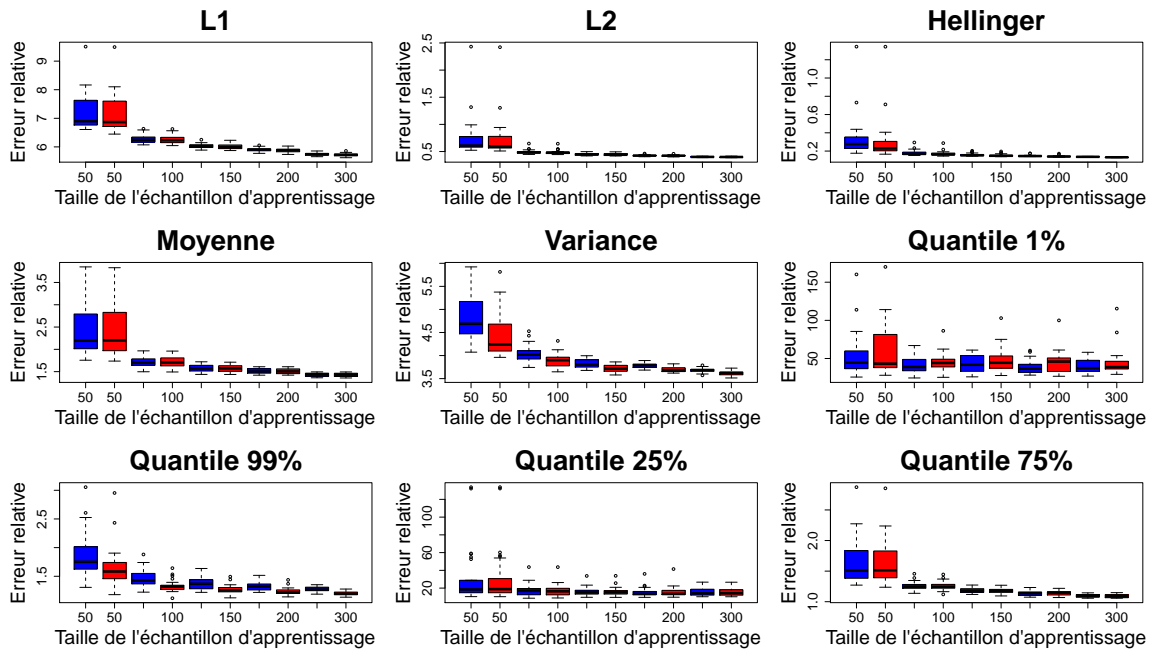 L1
Erreur relative
9
8
7
6
50 50 100 150 200 300
Taille de l'échantillon d'apprentissage
L2
Erreur relative
2.5
1.5
0.5
50 50 100 150 200 300
Taille de l'échantillon d'apprentissage
Hellinger
Erreur relative
1.0
0.6
0.2
50 50 100 150 200 300
Taille de l'échantillon d'apprentissage
Moyenne
Erreur relative
3.5
2.5
1.5
50 50 100 150 200 300
Taille de l'échantillon d'apprentissage
Variance
Erreur relative
5.5
4.5
3.5
50 50 100 150 200 300
Taille de l'échantillon d'apprentissage
Quantile 1%
Erreur relative
150
100
50
50 50 100 150 200 300
Taille de l'échantillon d'apprentissage
Quantile 99%
Erreur relative
2.5
1.5
50 50 100 150 200 300
Taille de l'échantillon d'apprentissage
Quantile 25%
Erreur relative
100
60
20
50 50 100 150 200 300
Taille de l'échantillon d'apprentissage
Quantile 75%
Erreur relative
2.0
1.0
50 50 100 150 200 300
Taille de l'échantillon d'apprentissage